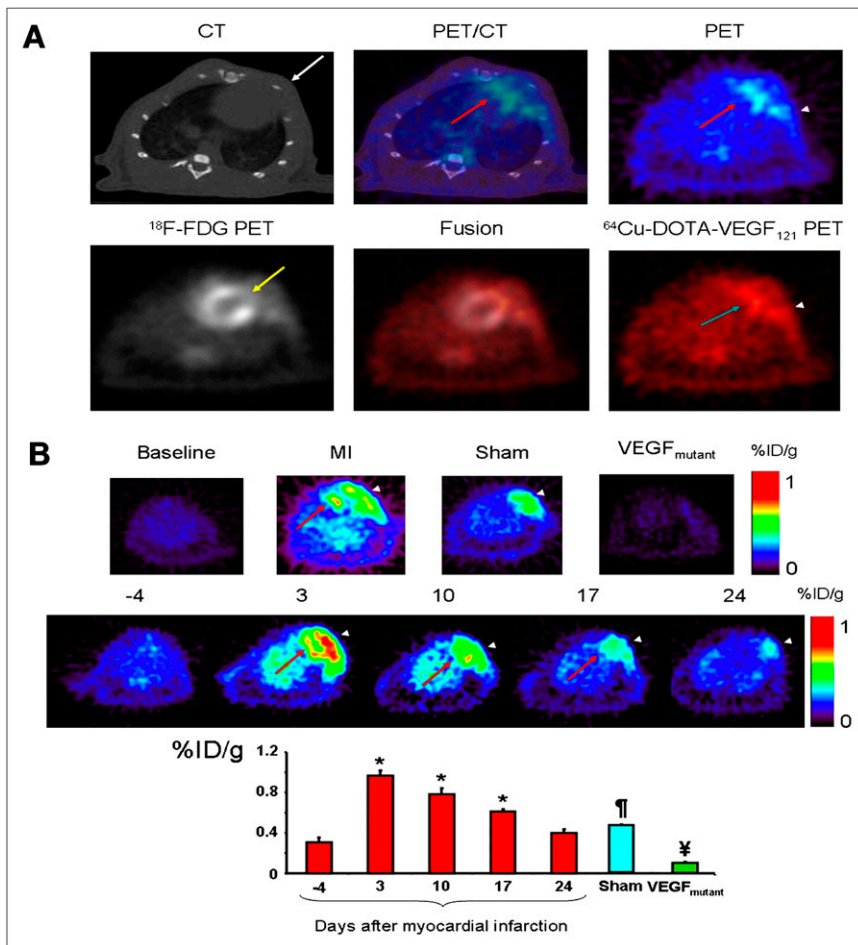 A
CT PET/CT PET
¹⁸F-FDG PET Fusion ⁶⁴Cu-DOTA-VEGF₁₂₁ PET
B
Baseline MI Sham VEGFmutant %ID/g
1
0
-4 3 10 17 24 %ID/g
1
0
%ID/g
1.2
0.8
0.4
0
* * * ¶ ¥
-4 3 10 17 24 Sham VEGFmutant
Days after myocardial infarction